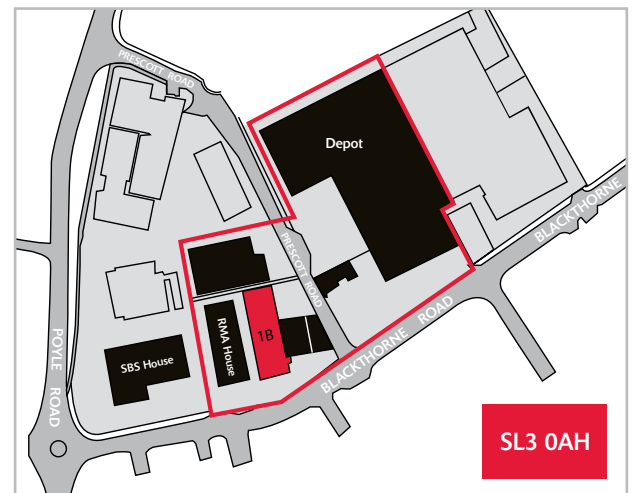 PRESCOTT ROAD
Depot
BLACKTHORNE
PRESCOTT ROAD
1B
RMA House
SBS House
POYLE ROAD
BLACKTHORNE ROAD
SL3 0AH